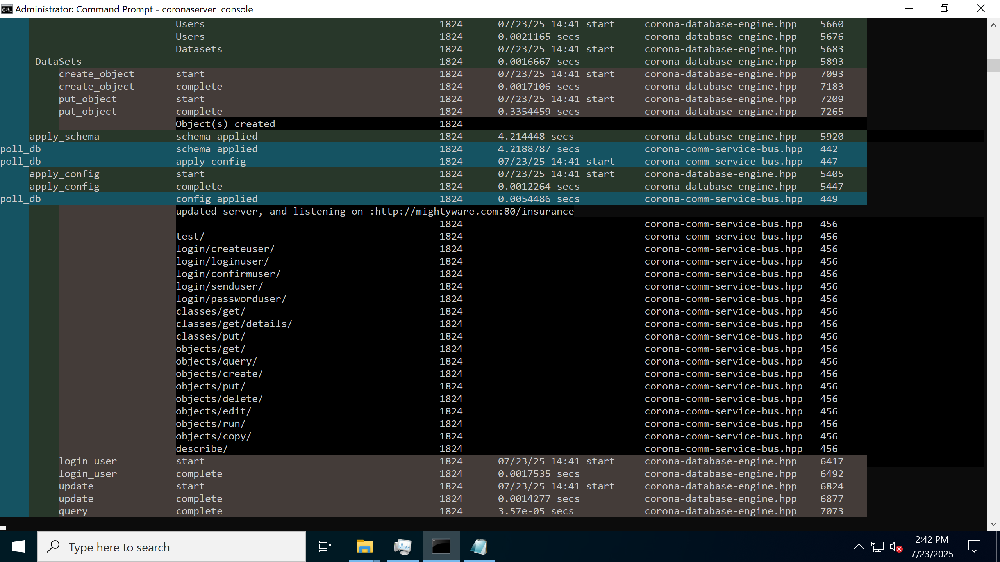 Administrator: Command Prompt - coronaserver  console
Users 1824 07/23/25 14:41 start corona-database-engine.hpp 5660
Users 1824 0.0021165 secs corona-database-engine.hpp 5676
Datasets 1824 07/23/25 14:41 start corona-database-engine.hpp 5683
DataSets 1824 0.0016667 secs corona-database-engine.hpp 5893
create_object start 1824 07/23/25 14:41 start corona-database-engine.hpp 7093
create_object complete 1824 0.0017106 secs corona-database-engine.hpp 7183
put_object start 1824 07/23/25 14:41 start corona-database-engine.hpp 7209
put_object complete 1824 0.3354459 secs corona-database-engine.hpp 7265
Object(s) created 1824
apply_schema schema applied 1824 4.214448 secs corona-database-engine.hpp 5920
poll_db schema applied 1824 4.2188787 secs corona-comm-service-bus.hpp 442
poll_db apply config 1824 07/23/25 14:41 start corona-comm-service-bus.hpp 447
apply_config start 1824 07/23/25 14:41 start corona-database-engine.hpp 5405
apply_config complete 1824 0.0012264 secs corona-database-engine.hpp 5447
poll_db config applied 1824 0.0054486 secs corona-comm-service-bus.hpp 449
updated server, and listening on :http://mightyware.com:80/insurance
1824 corona-comm-service-bus.hpp 456
test/ 1824 corona-comm-service-bus.hpp 456
login/createuser/ 1824 corona-comm-service-bus.hpp 456
login/loginuser/ 1824 corona-comm-service-bus.hpp 456
login/confirmuser/ 1824 corona-comm-service-bus.hpp 456
login/senduser/ 1824 corona-comm-service-bus.hpp 456
login/passworduser/ 1824 corona-comm-service-bus.hpp 456
classes/get/ 1824 corona-comm-service-bus.hpp 456
classes/get/details/ 1824 corona-comm-service-bus.hpp 456
classes/put/ 1824 corona-comm-service-bus.hpp 456
objects/get/ 1824 corona-comm-service-bus.hpp 456
objects/query/ 1824 corona-comm-service-bus.hpp 456
objects/create/ 1824 corona-comm-service-bus.hpp 456
objects/put/ 1824 corona-comm-service-bus.hpp 456
objects/delete/ 1824 corona-comm-service-bus.hpp 456
objects/edit/ 1824 corona-comm-service-bus.hpp 456
objects/run/ 1824 corona-comm-service-bus.hpp 456
objects/copy/ 1824 corona-comm-service-bus.hpp 456
describe/ 1824 corona-comm-service-bus.hpp 456
login_user start 1824 07/23/25 14:41 start corona-database-engine.hpp 6417
login_user complete 1824 0.0017535 secs corona-database-engine.hpp 6492
update start 1824 07/23/25 14:41 start corona-database-engine.hpp 6824
update complete 1824 0.0014277 secs corona-database-engine.hpp 6877
query complete 1824 3.57e-05 secs corona-database-engine.hpp 7073
Type here to search
2:42 PM
7/23/2025